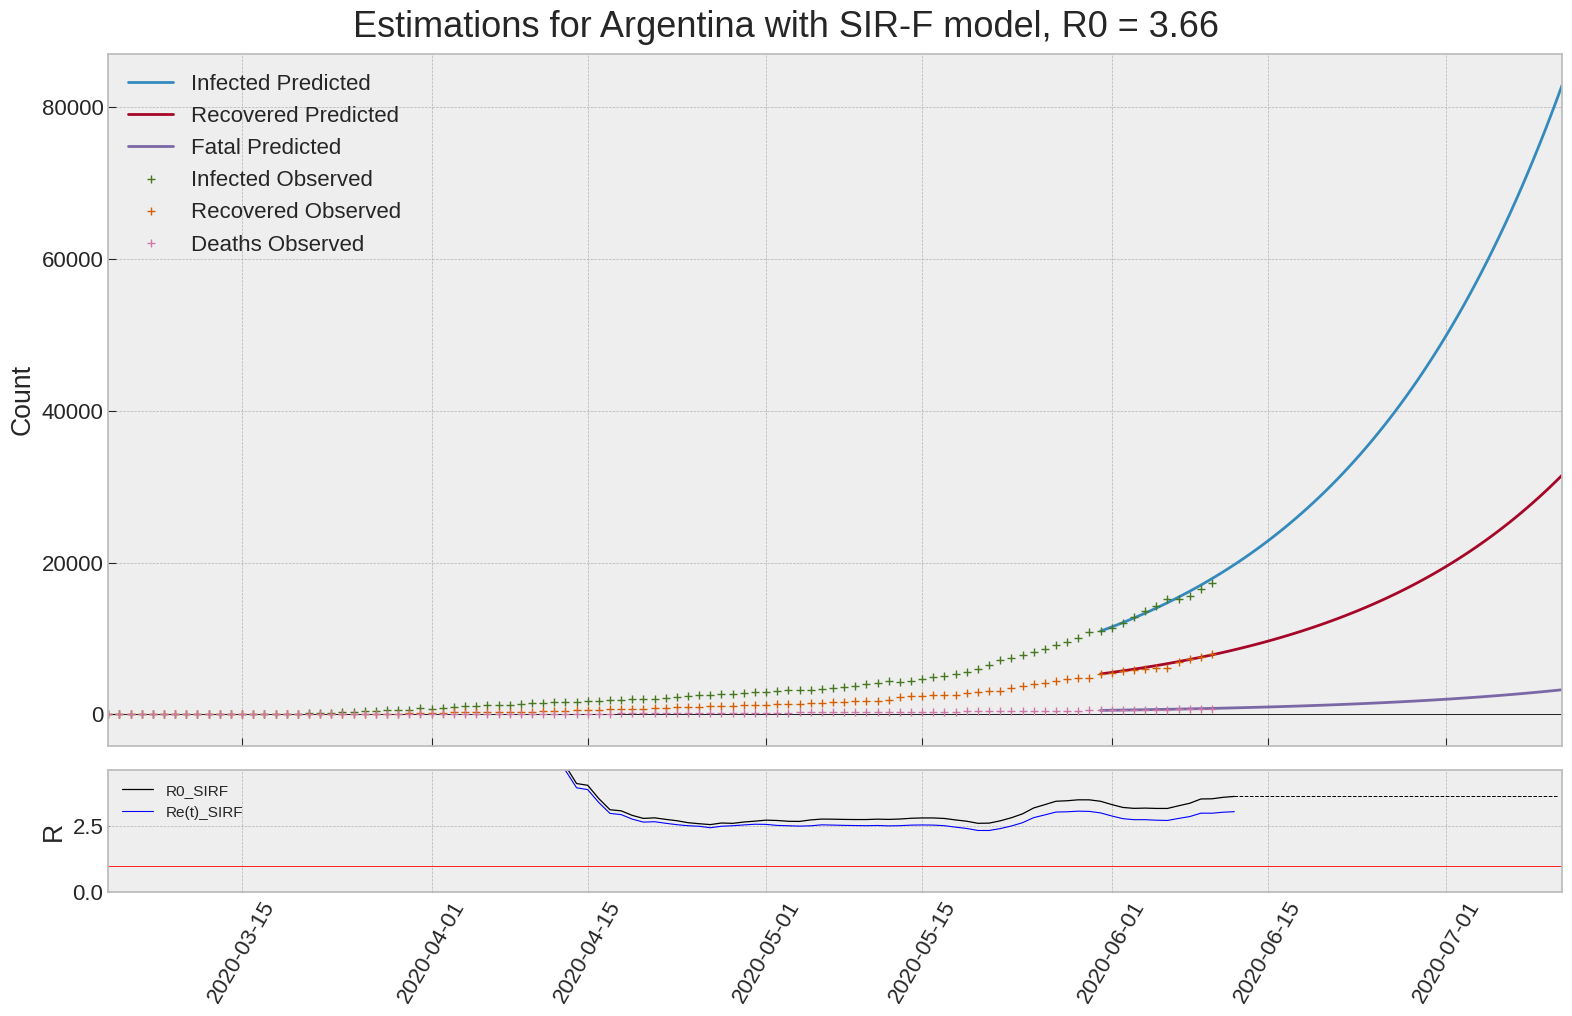 Estimations for Argentina with SIR-F model, R0 = 3.66
Infected Predicted
Recovered Predicted
Fatal Predicted
Infected Observed
Recovered Observed
Deaths Observed
80000
60000
40000
20000
0
Count
R0_SIRF
Re(t)_SIRF
2.5
0.0
R
2020-03-15
2020-04-01
2020-04-15
2020-05-01
2020-05-15
2020-06-01
2020-06-15
2020-07-01